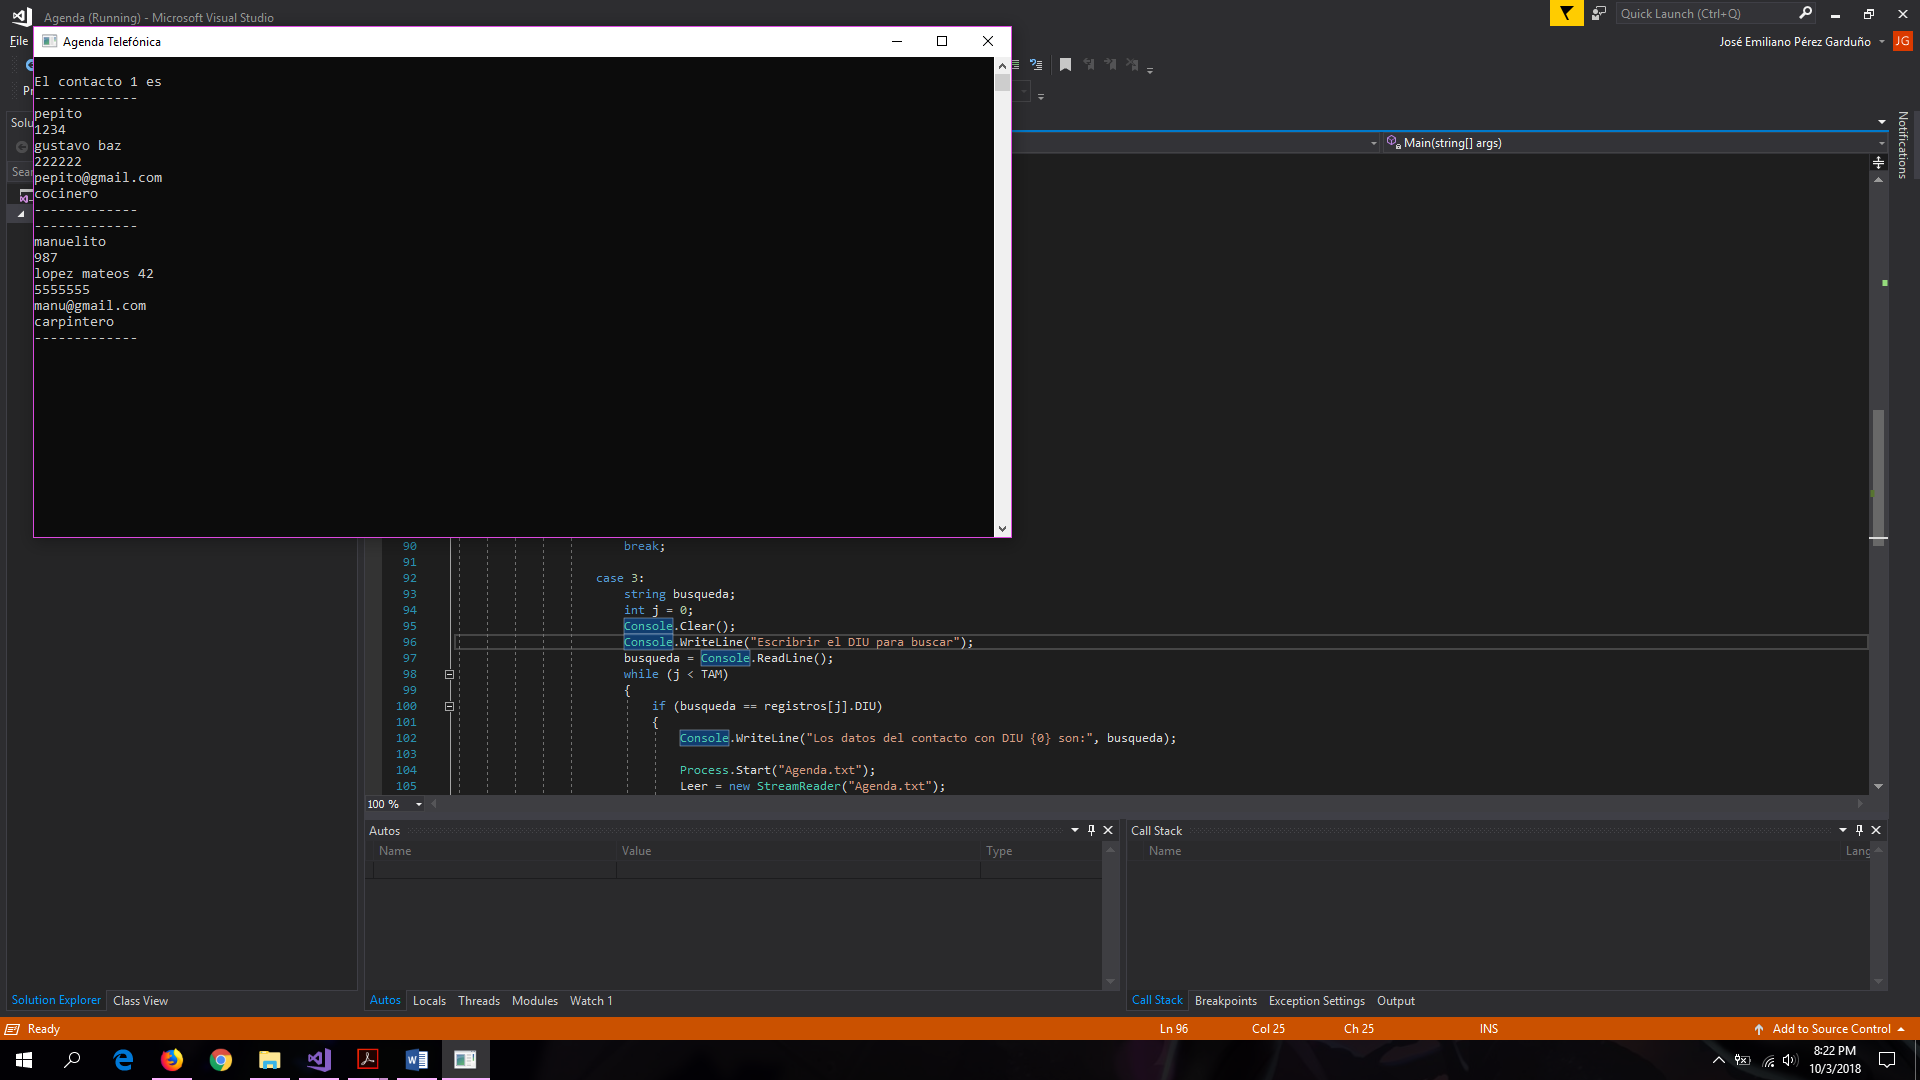 Agenda (Running) - Microsoft Visual Studio
Quick Launch (Ctrl+Q)
File
José Emiliano Pérez Garduño
JG
Agenda Telefónica
El contacto 1 es
-------------
pepito
1234
gustavo baz
222222
pepito@gmail.com
cocinero
-------------
-------------
manuelito
987
lopez mateos 42
5555555
manu@gmail.com
carpintero
-------------
Main(string[] args)
Notifications
90 break;
91
92 case 3:
93 string busqueda;
94 int j = 0;
95 Console.Clear();
96 Console.WriteLine("Escribrir el DIU para buscar");
97 busqueda = Console.ReadLine();
98 while (j < TAM)
99 {
100 if (busqueda == registros[j].DIU)
101 {
102 Console.WriteLine("Los datos del contacto con DIU {0} son:", busqueda);
103
104 Process.Start("Agenda.txt");
105 Leer = new StreamReader("Agenda.txt");
100 %
Autos
Name Value Type
Call Stack
Name Lang
Solution Explorer Class View
Autos Locals Threads Modules Watch 1
Call Stack Breakpoints Exception Settings Output
Ready
Ln 96 Col 25 Ch 25 INS
Add to Source Control
8:22 PM
10/3/2018